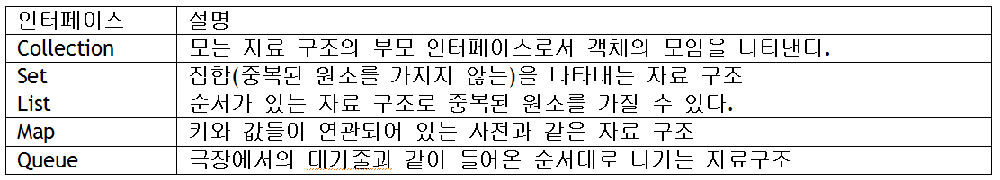 인터페이스 설명
Collection 모든 자료 구조의 부모 인터페이스로서 객체의 모임을 나타낸다.
Set 집합(중복된 원소를 가지지 않는)을 나타내는 자료 구조
List 순서가 있는 자료 구조로 중복된 원소를 가질 수 있다.
Map 키와 값들이 연관되어 있는 사전과 같은 자료 구조
Queue 극장에서의 대기줄과 같이 들어온 순서대로 나가는 자료구조